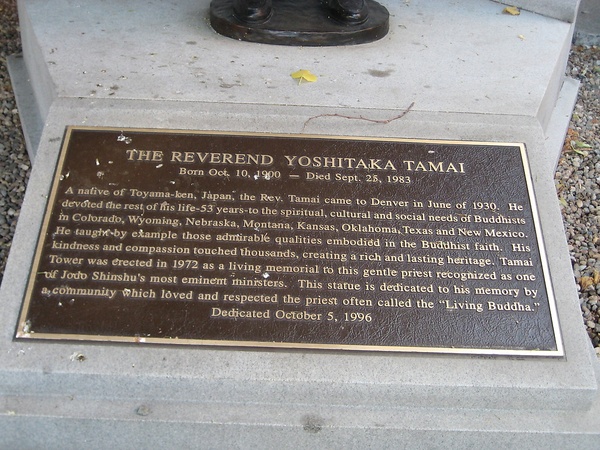 THE REVEREND YOSHITAKA TAMAI
Born Oct. 10, 1900 — Died Sept. 25, 1983
A native of Toyama-ken, Japan, the Rev. Tamai came to Denver in June of 1930. He
devoted the rest of his life-53 years-to the spiritual, cultural and social needs of Buddhists
in Colorado, Wyoming, Nebraska, Montana, Kansas, Oklahoma, Texas and New Mexico.
He taught by example those admirable qualities embodied in the Buddhist faith. His
kindness and compassion touched thousands, creating a rich and lasting heritage. Tamai
Tower was erected in 1972 as a living memorial to this gentle priest recognized as one
of Jodo Shinshu's most eminent ministers. This statue is dedicated to his memory by
a community which loved and respected the priest often called the "Living Buddha."
Dedicated October 5, 1996